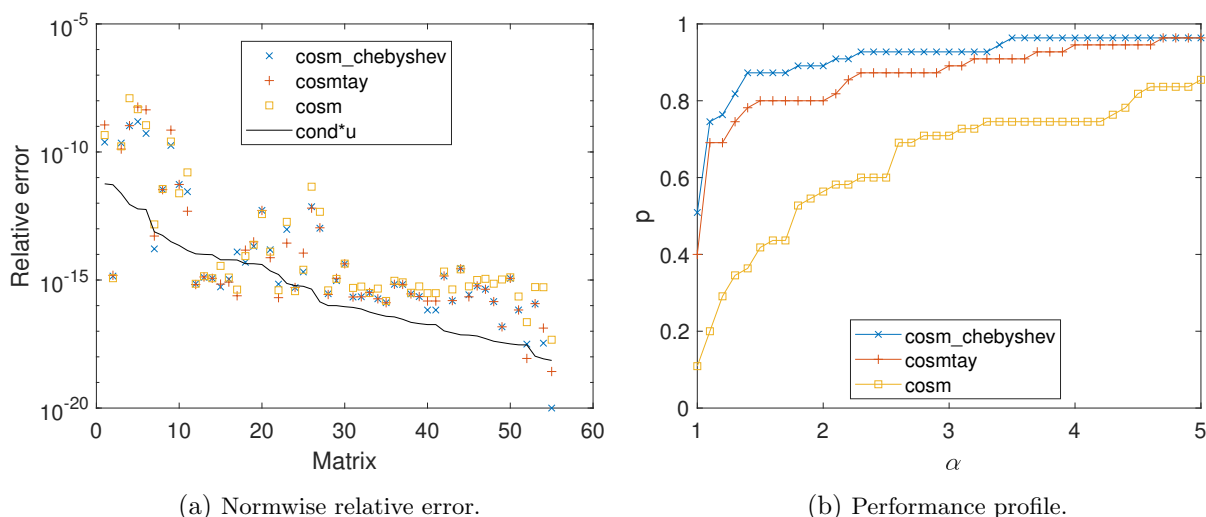 10^-5
10^-10
10^-15
10^-20
Relative error
0 10 20 30 40 50 60
Matrix
cosm_chebyshev
cosmtay
cosm
cond*u
(a) Normwise relative error.
1
0.8
0.6
0.4
0.2
0
p
1 2 3 4 5
α
cosm_chebyshev
cosmtay
cosm
(b) Performance profile.